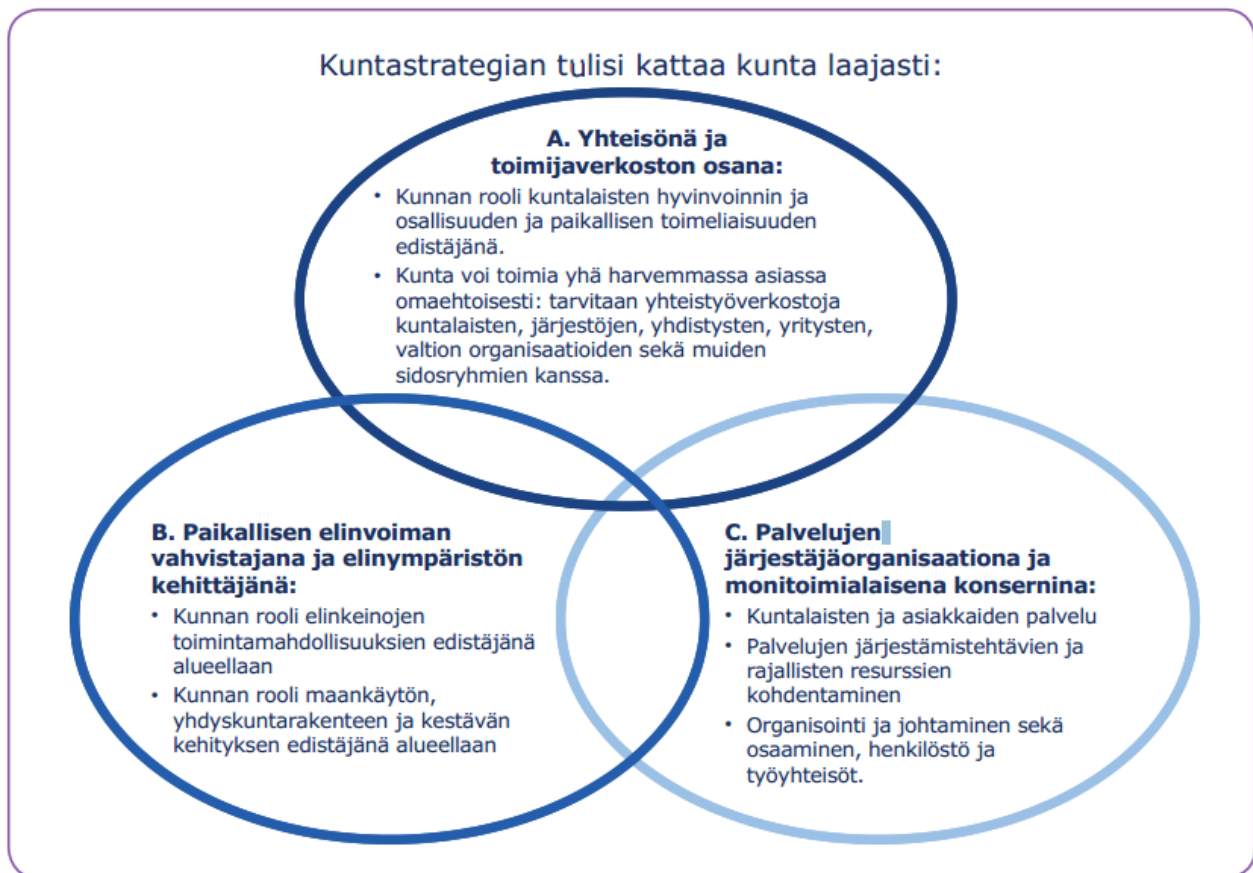 Kuntastrategian tulisi kattaa kunta laajasti:
A. Yhteisönä ja
toimijaverkoston osana:
• Kunnan rooli kuntalaisten hyvinvoinnin ja
osallisuuden ja paikallisen toimeliaisuuden
edistäjänä.
• Kunta voi toimia yhä harvemmassa asiassa
omaehtoisesti: tarvitaan yhteistyöverkostoja
kuntalaisten, järjestöjen, yhdistysten, yritysten,
valtion organisaatioiden sekä muiden
sidosryhmien kanssa.
B. Paikallisen elinvoiman
vahvistajana ja elinympäristön
kehittäjänä:
• Kunnan rooli elinkeinojen
toimintamahdollisuuksien edistäjänä
alueellaan
• Kunnan rooli maankäytön,
yhdyskuntarakenteen ja kestävän
kehityksen edistäjänä alueellaan
C. Palvelujen
järjestäjäorganisaationa ja
monitoimialaisena konsernina:
• Kuntalaisten ja asiakkaiden palvelu
• Palvelujen järjestämistehtävien ja
rajallisten resurssien
kohdentaminen
• Organisointi ja johtaminen sekä
osaaminen, henkilöstö ja
työyhteisöt.